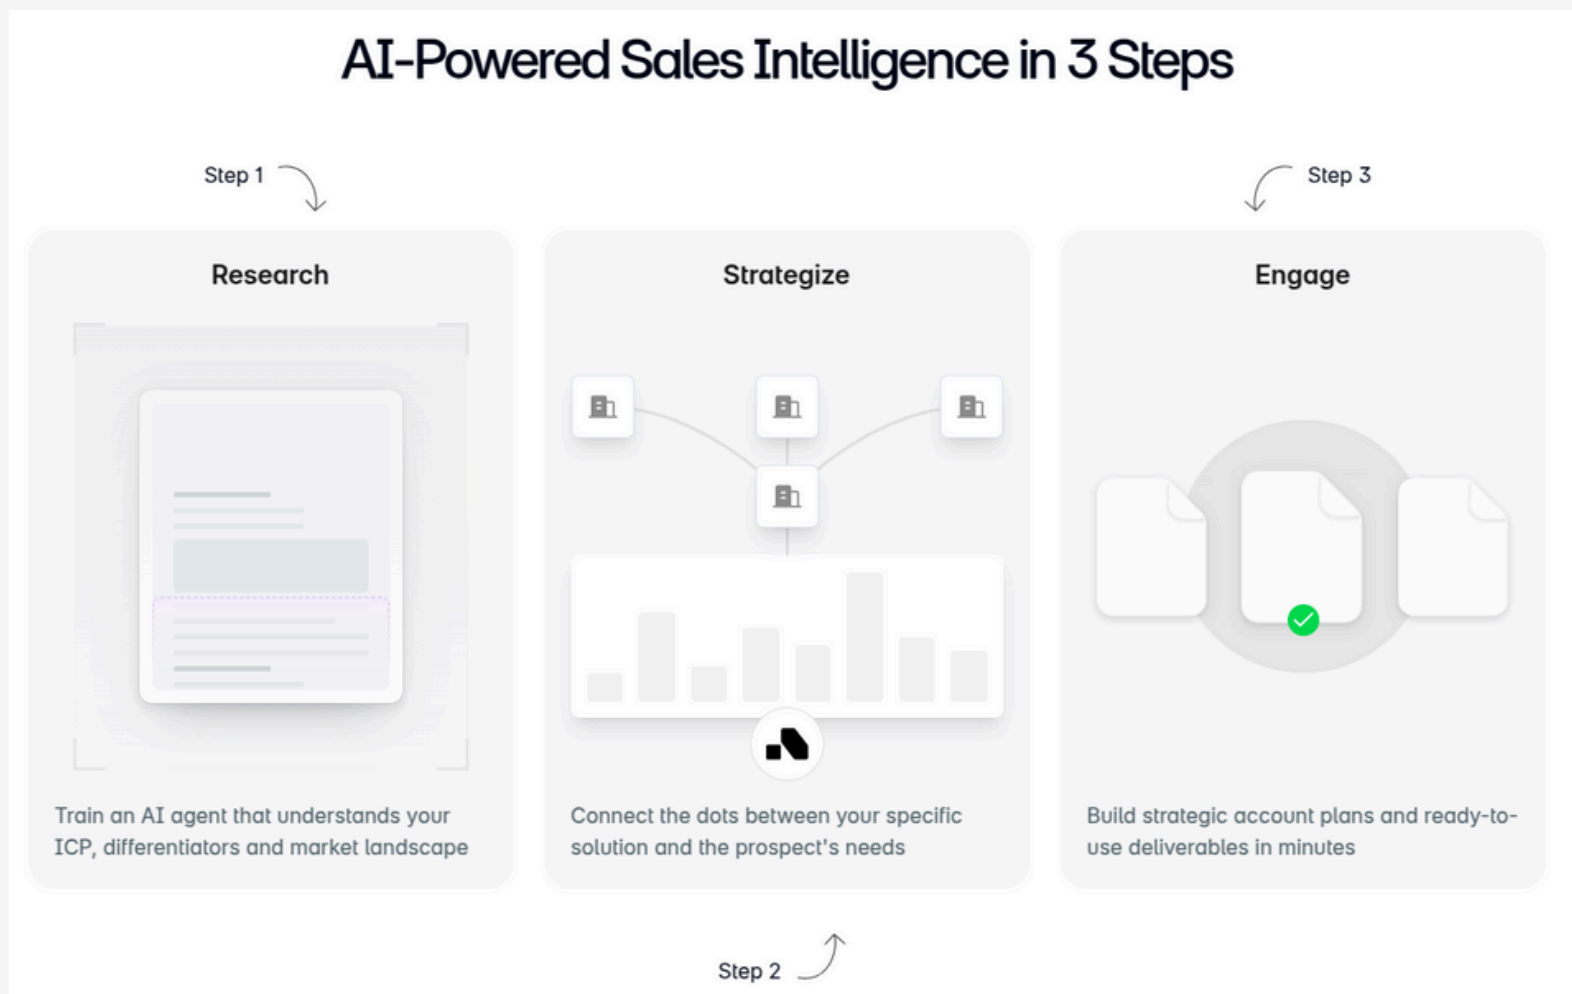 AI-Powered Sales Intelligence in 3 Steps
Step 1
Research
Train an AI agent that understands your
ICP, differentiators and market landscape
Step 2
Strategize
Connect the dots between your specific
solution and the prospect's needs
Step 3
Engage
Build strategic account plans and ready-to-
use deliverables in minutes